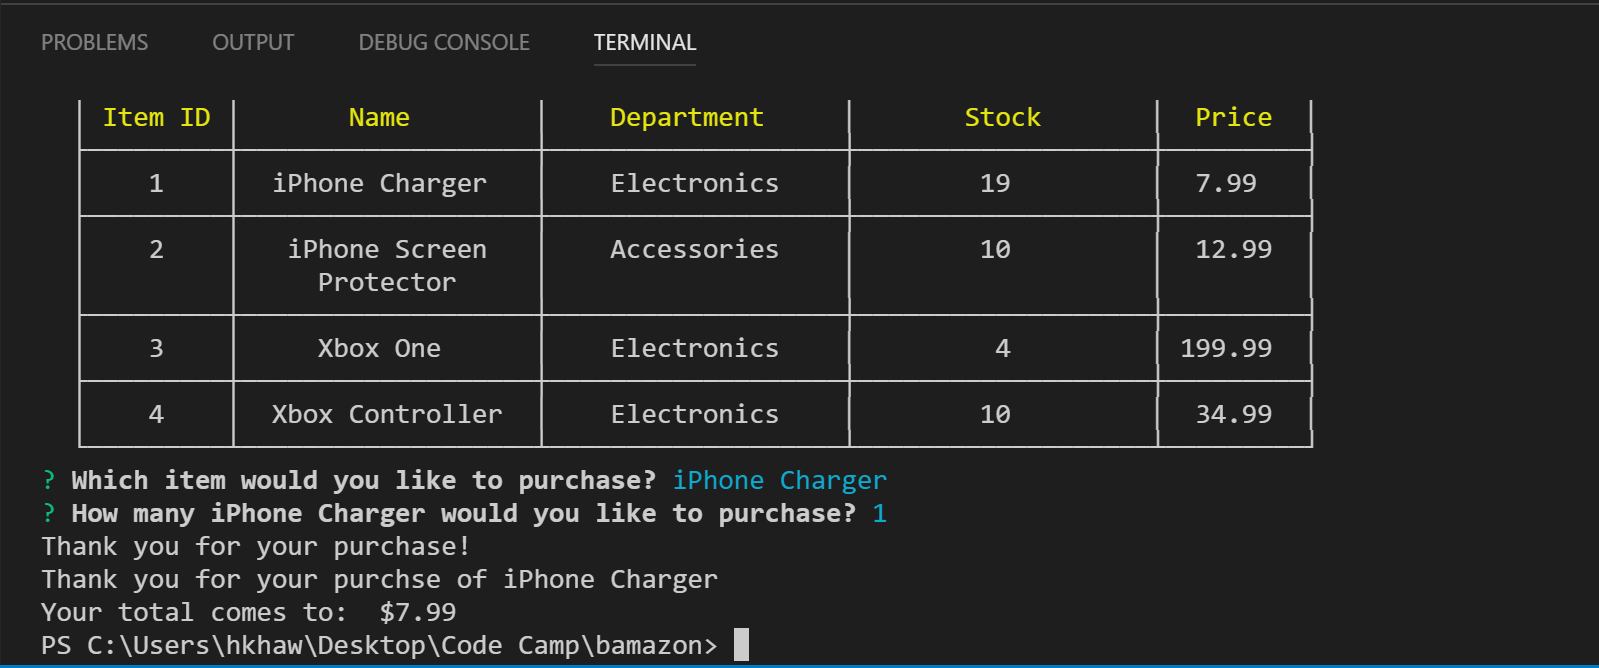 PROBLEMS OUTPUT DEBUG CONSOLE TERMINAL
Item ID Name Department Stock Price
1 iPhone Charger Electronics 19 7.99
2 iPhone Screen Accessories 10 12.99
Protector
3 Xbox One Electronics 4 199.99
4 Xbox Controller Electronics 10 34.99
? Which item would you like to purchase? iPhone Charger
? How many iPhone Charger would you like to purchase? 1
Thank you for your purchase!
Thank you for your purchse of iPhone Charger
Your total comes to: $7.99
PS C:\Users\hkhaw\Desktop\Code Camp\bamazon>